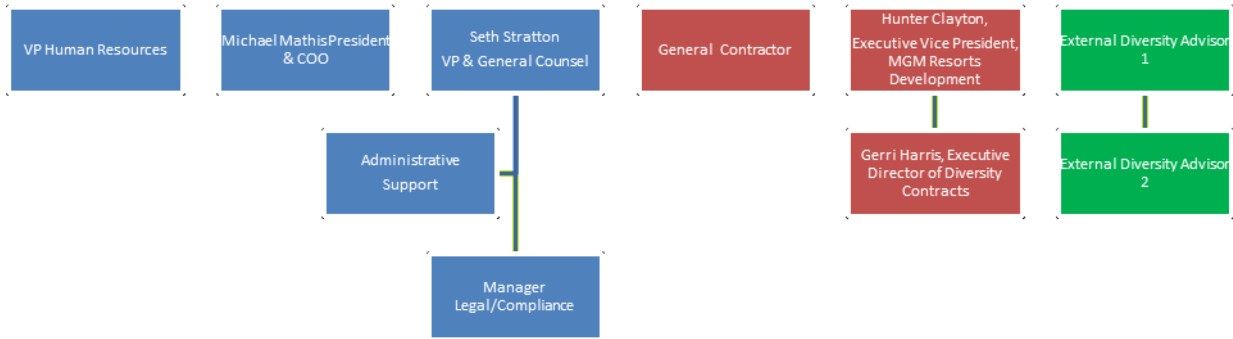 VP Human Resources
Michael MathisPresident
& COO
Seth Stratton
VP & General Counsel
General Contractor
Hunter Clayton,
Executive Vice President,
MGM Resorts
Development
External Diversity Advisor
1
Administrative
Support
Gerri Harris, Executive
Director of Diversity
Contracts
External Diversity Advisor
2
Manager
Legal/Compliance